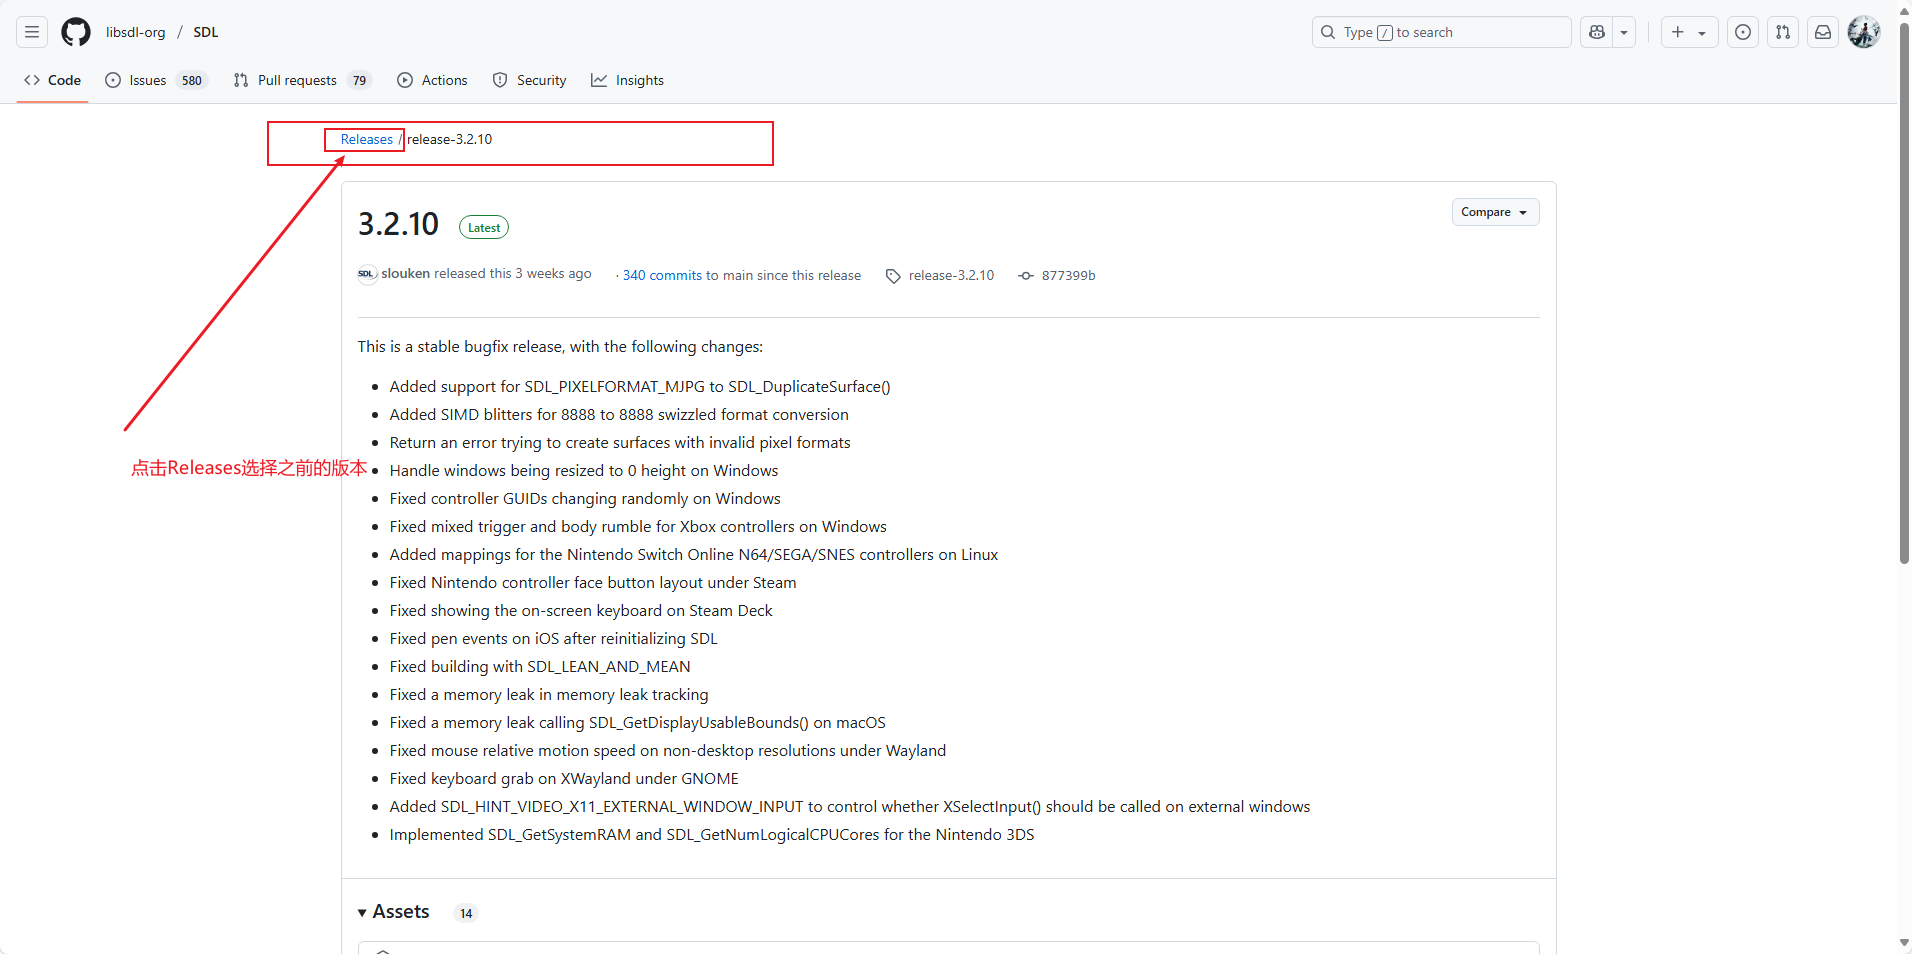 libsdl-org / SDL
Type / to search
Code
Issues 580
Pull requests 79
Actions
Security
Insights
Releases / release-3.2.10
3.2.10 Latest
Compare
SDL slouken released this 3 weeks ago · 340 commits to main since this release release-3.2.10 877399b
This is a stable bugfix release, with the following changes:
Added support for SDL_PIXELFORMAT_MJPG to SDL_DuplicateSurface()
Added SIMD blitters for 8888 to 8888 swizzled format conversion
Return an error trying to create surfaces with invalid pixel formats
点击Releases选择之前的版本
Handle windows being resized to 0 height on Windows
Fixed controller GUIDs changing randomly on Windows
Fixed mixed trigger and body rumble for Xbox controllers on Windows
Added mappings for the Nintendo Switch Online N64/SEGA/SNES controllers on Linux
Fixed Nintendo controller face button layout under Steam
Fixed showing the on-screen keyboard on Steam Deck
Fixed pen events on iOS after reinitializing SDL
Fixed building with SDL_LEAN_AND_MEAN
Fixed a memory leak in memory leak tracking
Fixed a memory leak calling SDL_GetDisplayUsableBounds() on macOS
Fixed mouse relative motion speed on non-desktop resolutions under Wayland
Fixed keyboard grab on XWayland under GNOME
Added SDL_HINT_VIDEO_X11_EXTERNAL_WINDOW_INPUT to control whether XSelectInput() should be called on external windows
Implemented SDL_GetSystemRAM and SDL_GetNumLogicalCPUCores for the Nintendo 3DS
Assets 14